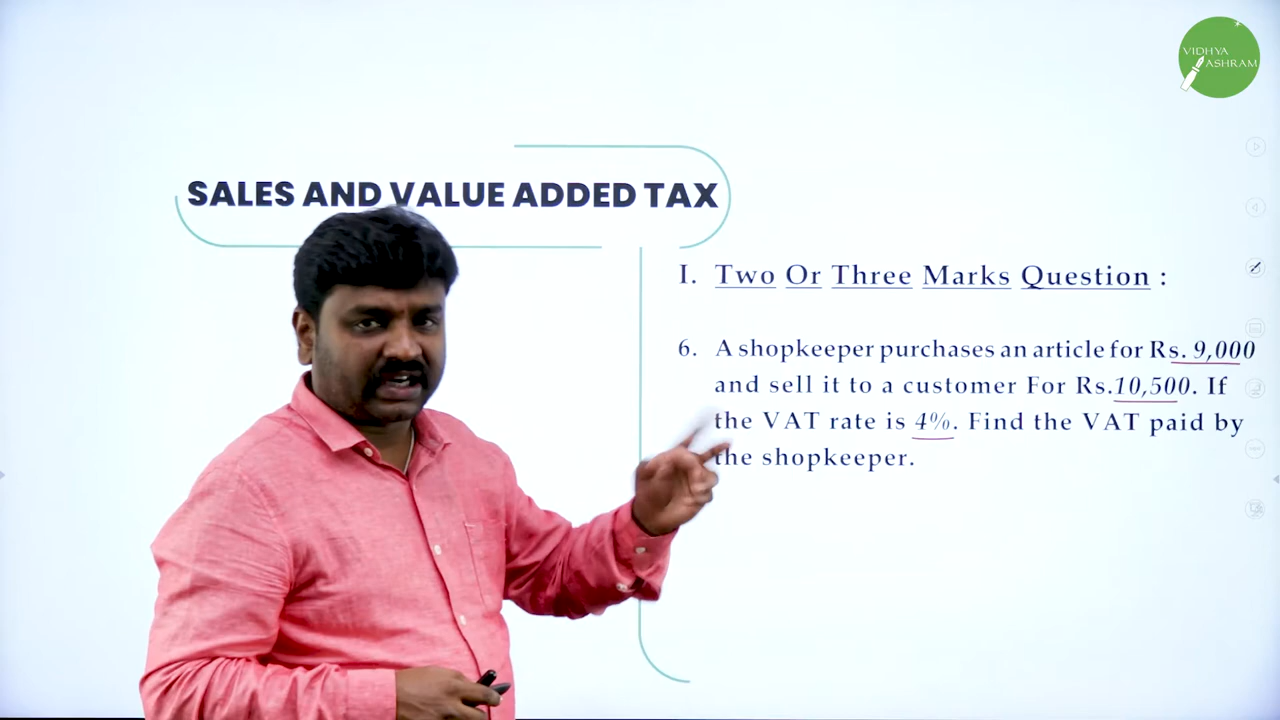 VIDHYA
ASHRAM
SALES AND VALUE ADDED TAX
I. Two Or Three Marks Question :
6. A shopkeeper purchases an article for Rs. 9,000
and sell it to a customer For Rs.10,500. If
the VAT rate is 4%. Find the VAT paid by
the shopkeeper.